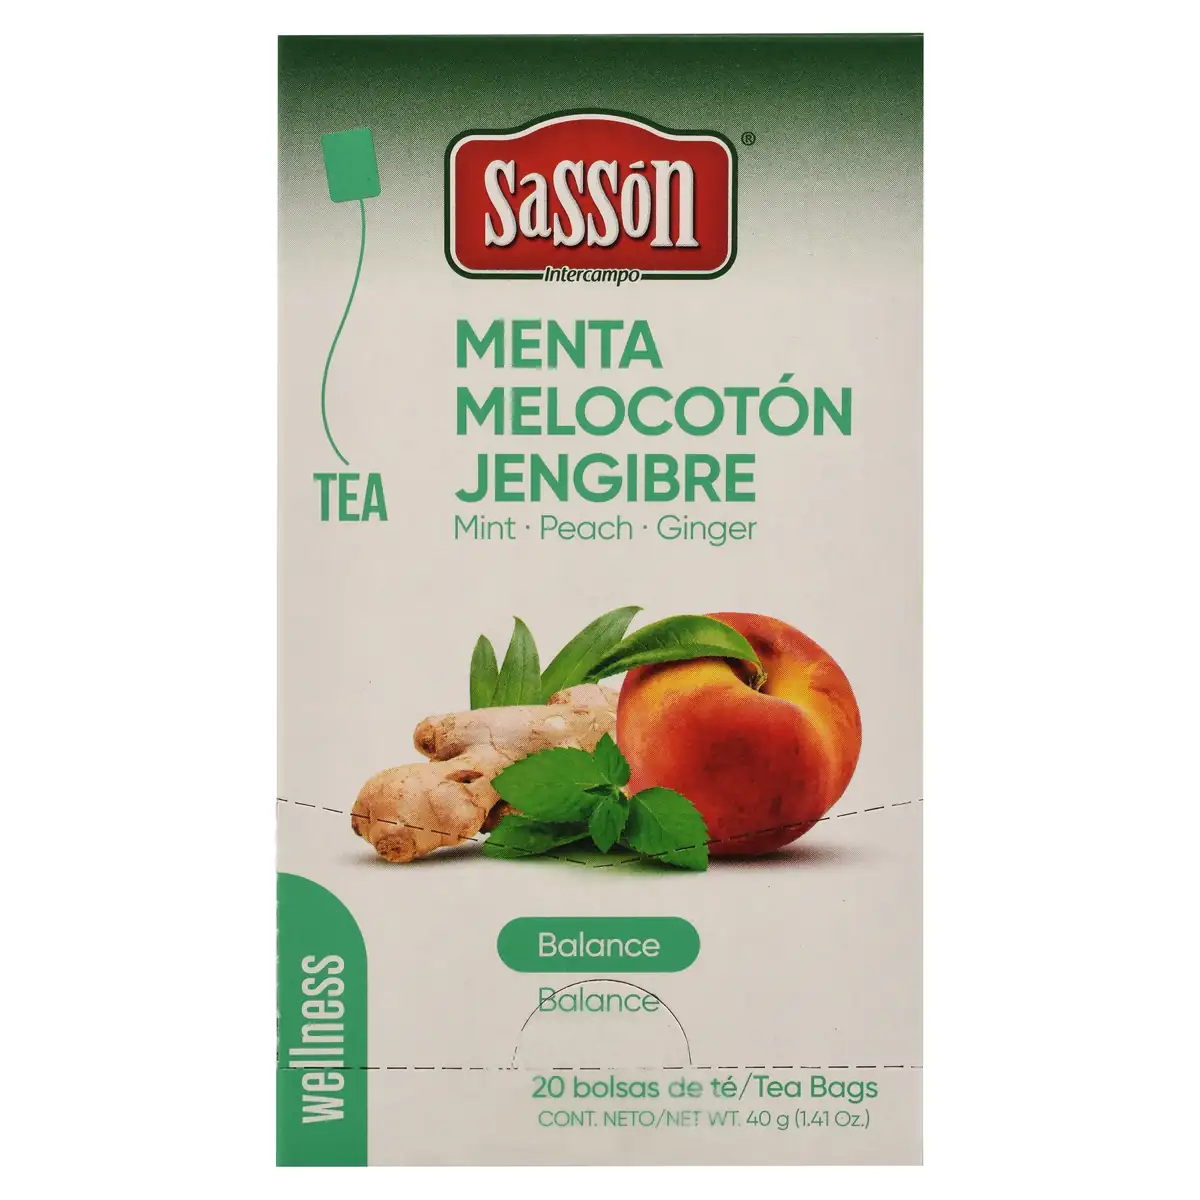 Sassón
®
Intercampo
TEA
MENTA
MELOCOTÓN
JENGIBRE
Mint · Peach · Ginger
Balance
Balance
wellness
20 bolsas de té/Tea Bags
CONT. NETO/NET WT. 40 g (1.41 Oz.)